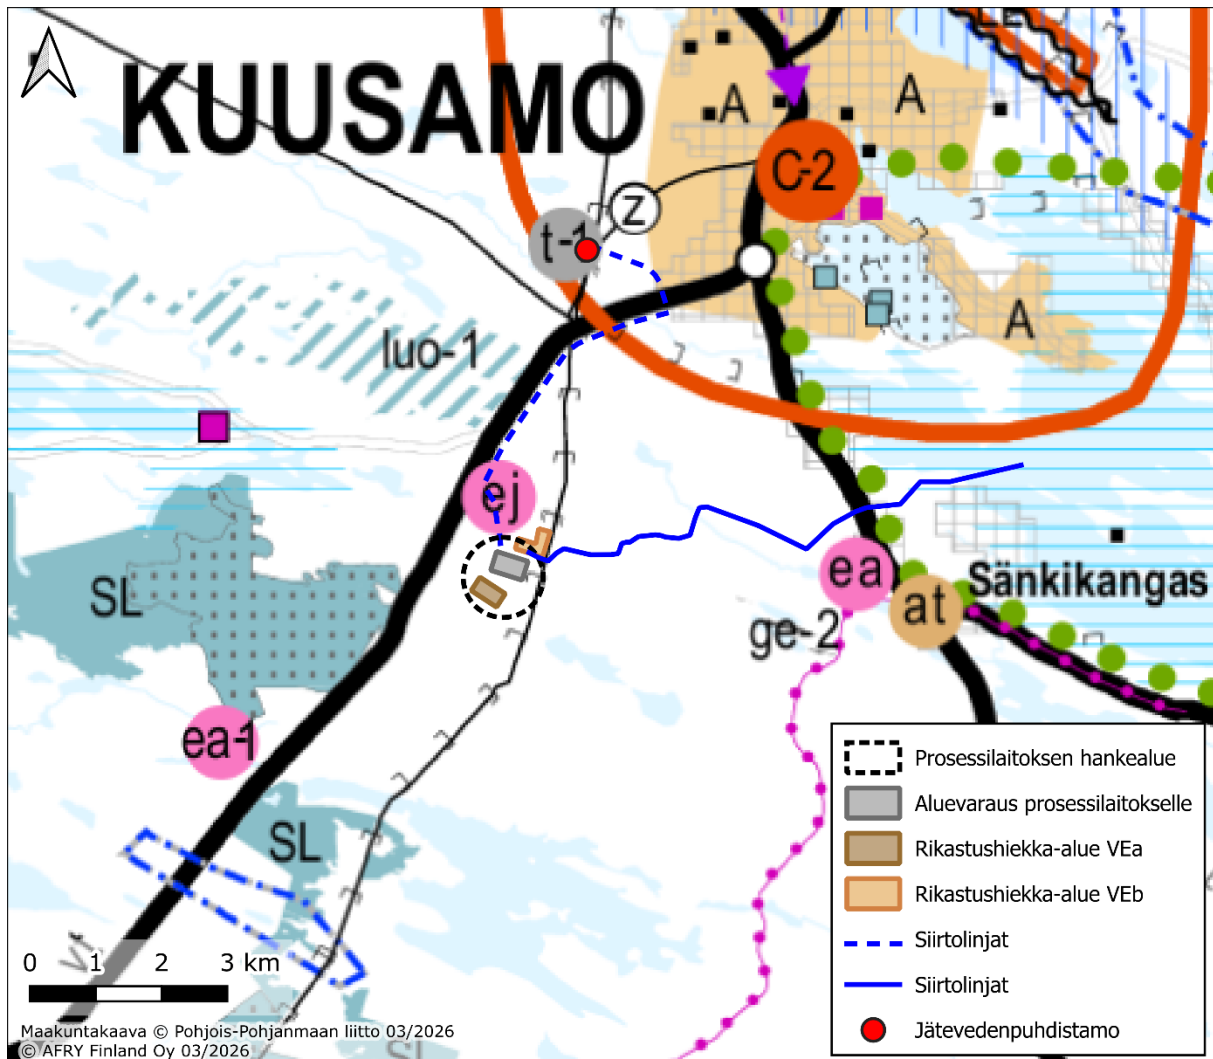 KUUSAMO
A
A
C-2
Z
t-1
A
luo-1
ej
SL
ea
Sänkikangas
at
ge-2
ea-1
SL
Vt
0 1 2 3 km
Prosessilaitoksen hankealue
Aluevaraus prosessilaitokselle
Rikastushiekka-alue VEa
Rikastushiekka-alue VEb
Siirtolinjat
Siirtolinjat
Jätevedenpuhdistamo
Maakuntakaava © Pohjois-Pohjanmaan liitto 03/2026
© AFRY Finland Oy 03/2026
SL